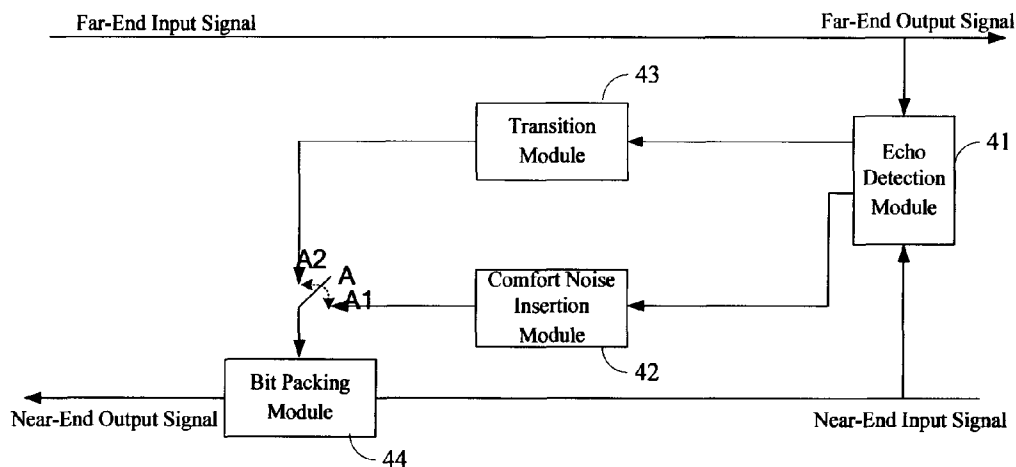 Far-End Input Signal
Far-End Output Signal
43
Transition
Module
41
Echo
Detection
Module
A2
A
A1
Comfort Noise
Insertion
Module
42
Bit Packing
Module
Near-End Output Signal
Near-End Input Signal
44